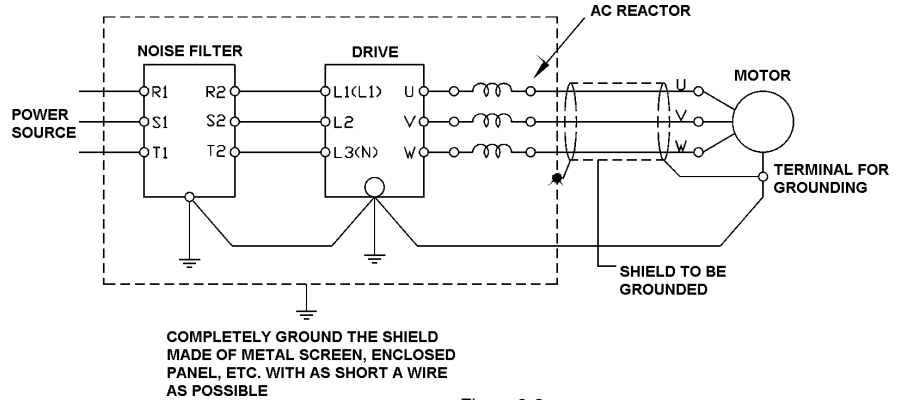 AC REACTOR
NOISE FILTER
DRIVE
MOTOR
POWER
SOURCE
R1 R2
S1 S2
T1 T2
L1(L1) U
L2 V
L3(N) W
U
V
W
TERMINAL FOR
GROUNDING
SHIELD TO BE
GROUNDED
COMPLETELY GROUND THE SHIELD
MADE OF METAL SCREEN, ENCLOSED
PANEL, ETC. WITH AS SHORT A WIRE
AS POSSIBLE